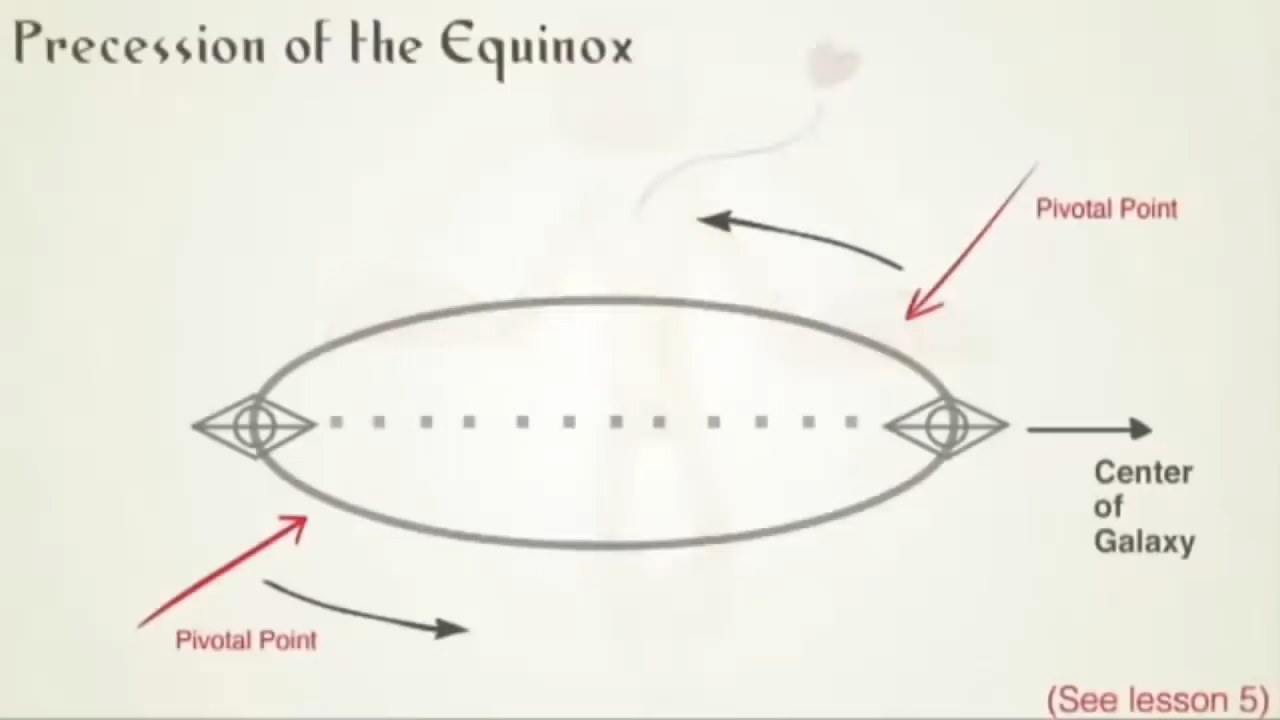 Precession of the Equinox
Pivotal Point
Center
of
Galaxy
Pivotal Point
(See lesson 5)